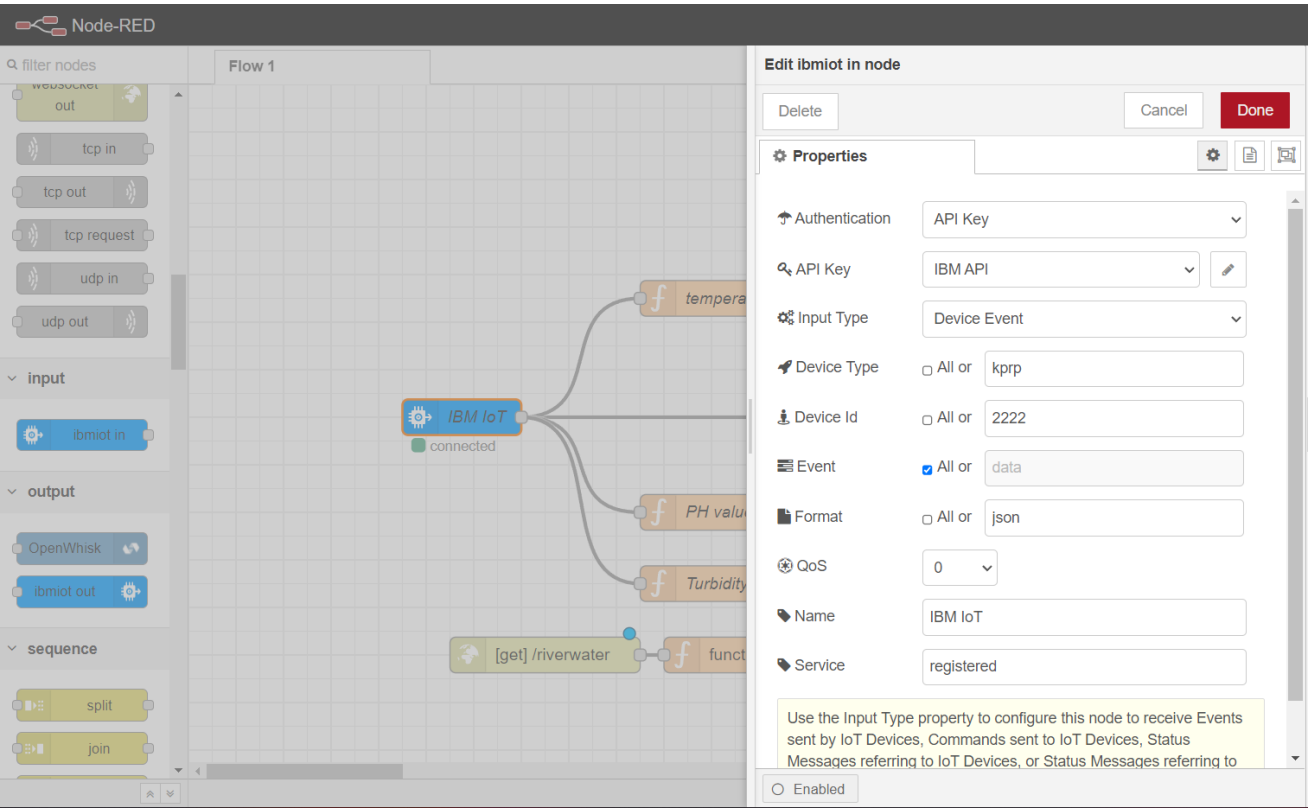 Node-RED
filter nodes
websocket
out
tcp in
tcp out
tcp request
udp in
udp out
input
ibmiot in
output
OpenWhisk
ibmiot out
sequence
split
join
Flow 1
tempera
IBM IoT
connected
PH valu
Turbidity
[get] /riverwater
funct
Edit ibmiot in node
Delete
Cancel
Done
Properties
Authentication
API Key
API Key
IBM API
Input Type
Device Event
Device Type
All or
kprp
Device Id
All or
2222
Event
All or
data
Format
All or
json
QoS
0
Name
IBM IoT
Service
registered
Use the Input Type property to configure this node to receive Events
sent by IoT Devices, Commands sent to IoT Devices, Status
Messages referring to IoT Devices, or Status Messages referring to
Enabled